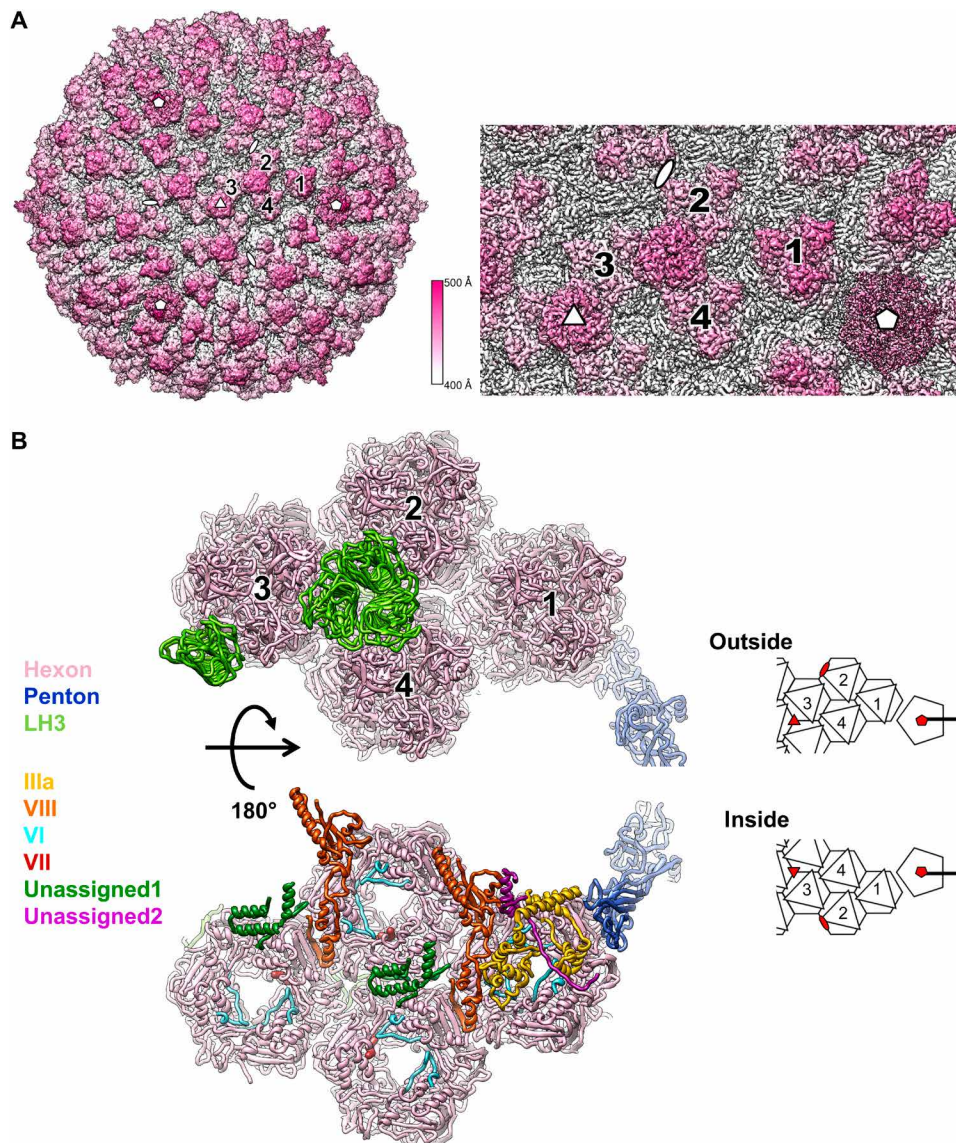 A
2
3
1
4
500 Å
400 Å
2
1
3
4
B
2
3
1
4
Hexon
Penton
LH3
180°
IIIa
VIII
VI
VII
Unassigned1
Unassigned2
Outside
2
3
1
4
Inside
4
3
1
2